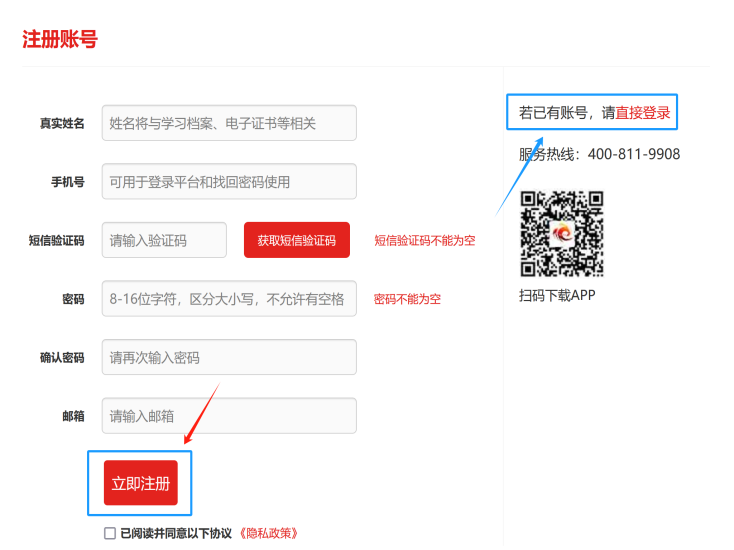 注册账号
真实姓名 姓名将与学习档案、电子证书等相关
手机号 可用于登录平台和找回密码使用
短信验证码 请输入验证码 获取短信验证码 短信验证码不能为空
密码 8-16位字符，区分大小写，不允许有空格 密码不能为空
确认密码 请再次输入密码
邮箱 请输入邮箱
立即注册
已阅读并同意以下协议 《隐私政策》
若已有账号，请直接登录
服务热线：400-811-9908
扫码下载APP